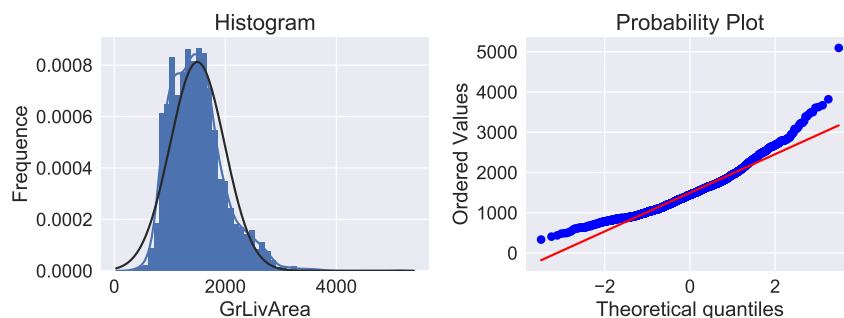 Histogram
Frequence
0.0008
0.0006
0.0004
0.0002
0.0000
0
2000
4000
GrLivArea
Probability Plot
Ordered Values
5000
4000
3000
2000
1000
0
−2
0
2
Theoretical quantiles